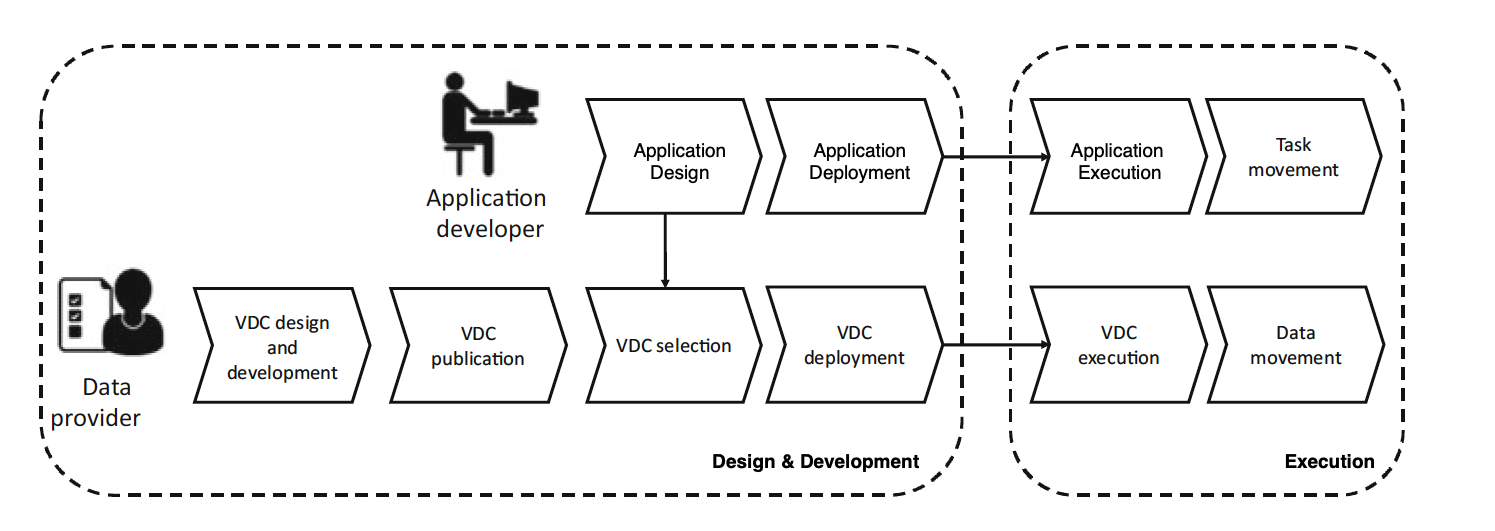 Application
developer
Application
Design
Application
Deployment
Application
Execution
Task
movement
Data
provider
VDC design
and
development
VDC
publication
VDC selection
VDC
deployment
VDC
execution
Data
movement
Design & Development
Execution